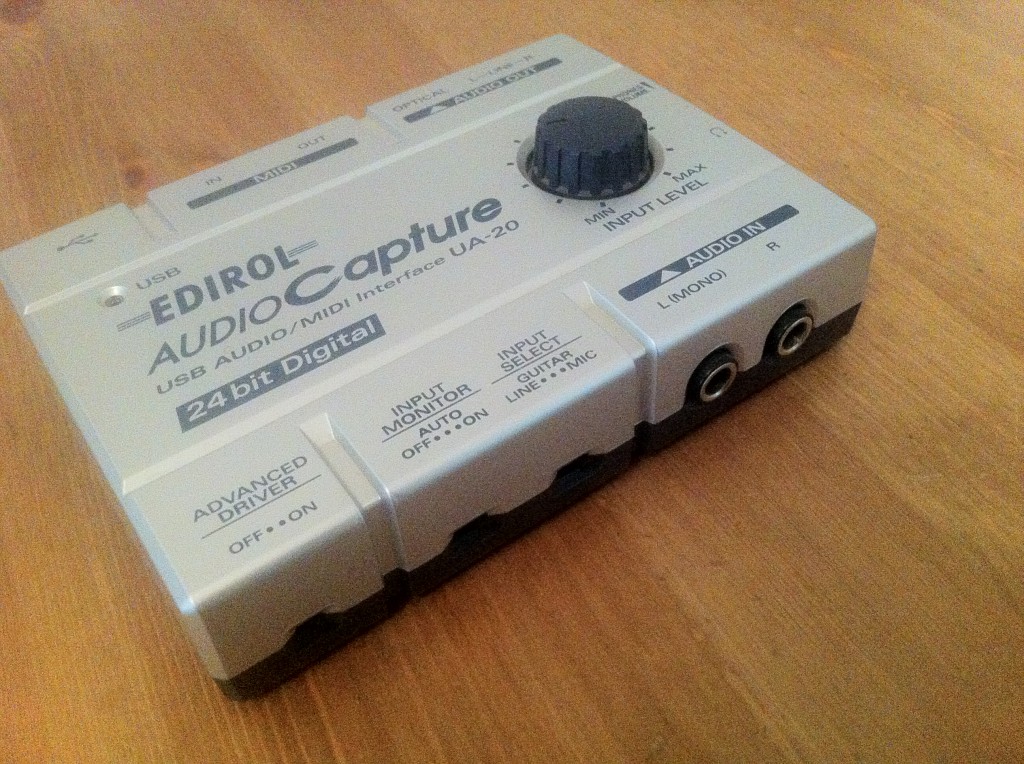 OPTICAL L-LINE-R
AUDIO OUT
IN OUT
MIDI
USB
EDIROL
AUDIO Capture
USB AUDIO/MIDI Interface UA-20
24bit Digital
MIN MAX
INPUT LEVEL
AUDIO IN
L (MONO) R
INPUT
SELECT
GUITAR
LINE•••MIC
INPUT
MONITOR
AUTO
OFF•••ON
ADVANCED
DRIVER
OFF••ON